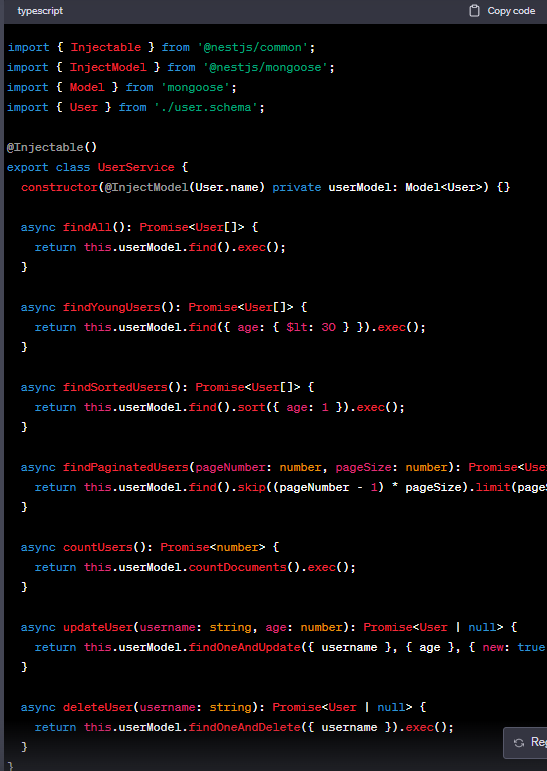 typescript
Copy code
import { Injectable } from '@nestjs/common';
import { InjectModel } from '@nestjs/mongoose';
import { Model } from 'mongoose';
import { User } from './user.schema';
@Injectable()
export class UserService {
constructor(@InjectModel(User.name) private userModel: Model<User>) {}
async findAll(): Promise<User[]> {
return this.userModel.find().exec();
}
async findYoungUsers(): Promise<User[]> {
return this.userModel.find({ age: { $lt: 30 } }).exec();
}
async findSortedUsers(): Promise<User[]> {
return this.userModel.find().sort({ age: 1 }).exec();
}
async findPaginatedUsers(pageNumber: number, pageSize: number): Promise<Use
return this.userModel.find().skip((pageNumber - 1) * pageSize).limit(pageS
}
async countUsers(): Promise<number> {
return this.userModel.countDocuments().exec();
}
async updateUser(username: string, age: number): Promise<User | null> {
return this.userModel.findOneAndUpdate({ username }, { age }, { new: true
}
async deleteUser(username: string): Promise<User | null> {
return this.userModel.findOneAndDelete({ username }).exec();
Reg
}
}